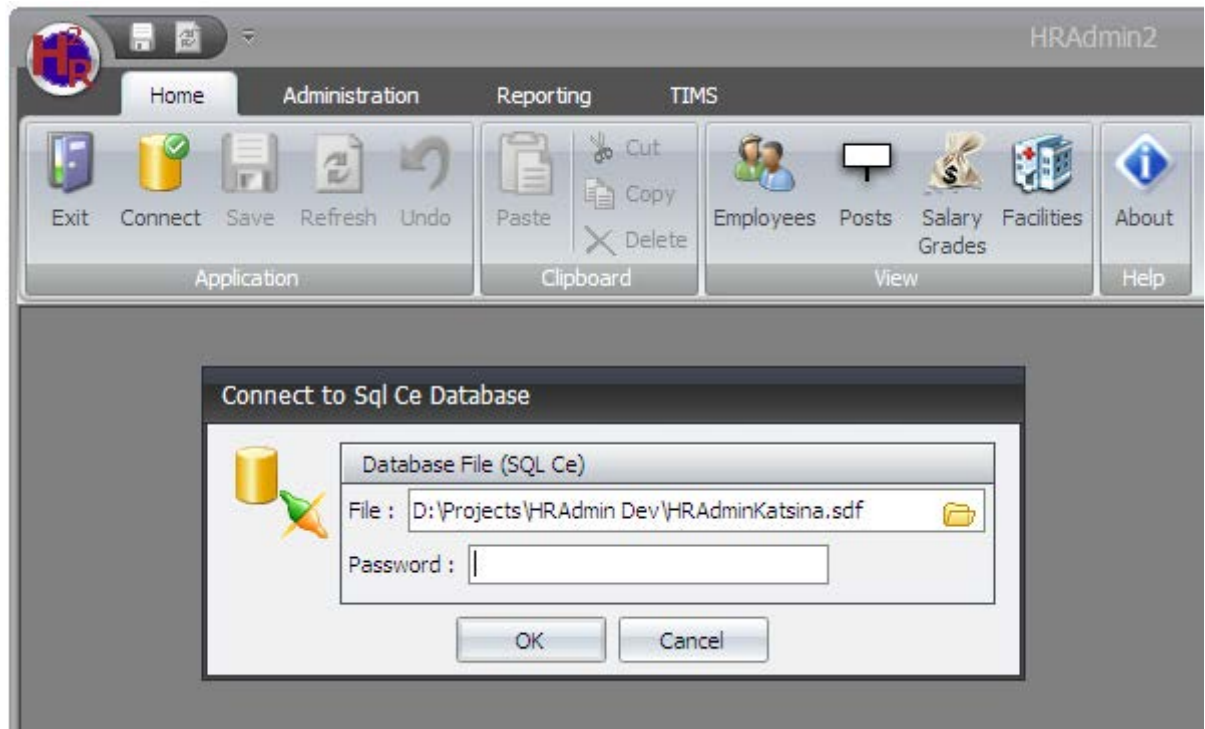 HRAdmin2
H2R
Home Administration Reporting TIMS
Exit Connect Save Refresh Undo Paste Cut Copy Delete Employees Posts Salary Grades Facilities About
Application Clipboard View Help
Connect to Sql Ce Database
Database File (SQL Ce)
File : D:\Projects\HRAdmin Dev\HRAdminKatsina.sdf
Password :
OK Cancel